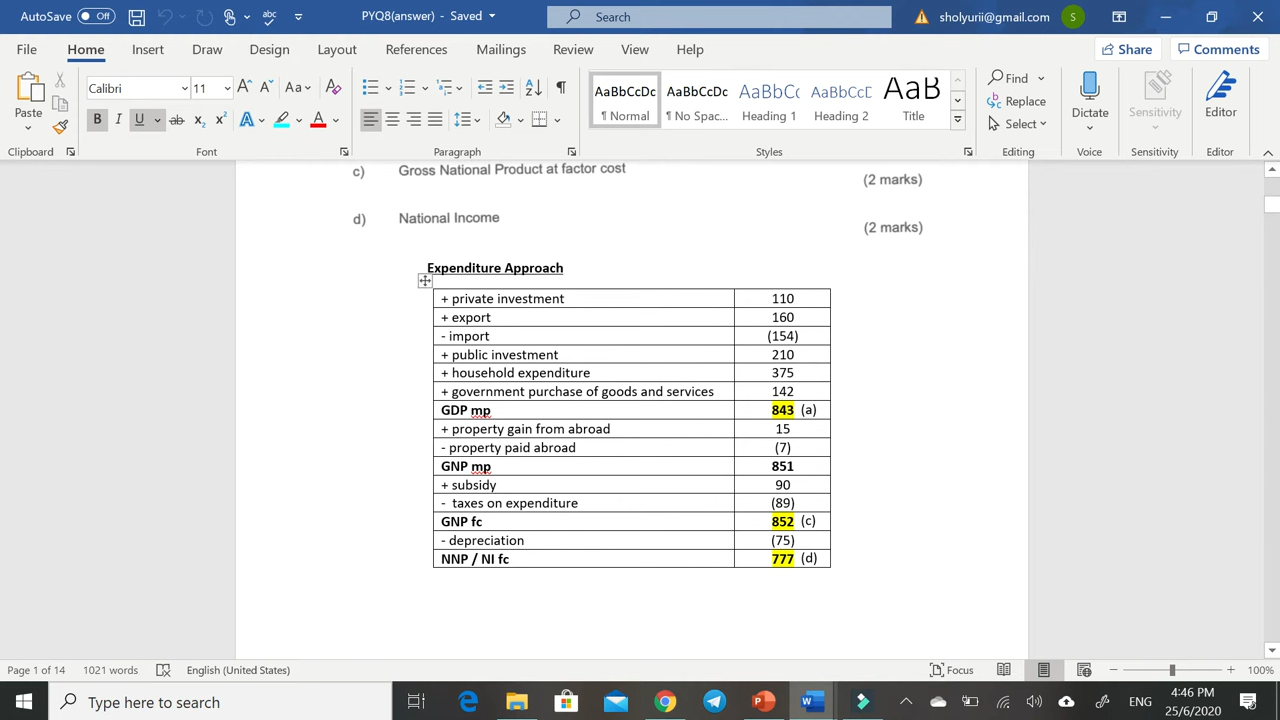 AutoSave Off abc PYQ8(answer) - Saved Search sholyurii@gmail.com S
File Home Insert Draw Design Layout References Mailings Review View Help Share Comments
Paste Calibri 11 A A Aa A AaBbCcDc AaBbCcDc AaBbCc AaBbCcD AaB Find Replace Select Dictate Sensitivity Editor
B I U ab x₂ x² A A ¶ Normal ¶ No Spac... Heading 1 Heading 2 Title
Clipboard Font Paragraph Styles Editing Voice Sensitivity Editor
c) Gross National Product at factor cost (2 marks)
d) National Income (2 marks)
Expenditure Approach
+ private investment 110
+ export 160
- import (154)
+ public investment 210
+ household expenditure 375
+ government purchase of goods and services 142
GDP mp 843 (a)
+ property gain from abroad 15
- property paid abroad (7)
GNP mp 851
+ subsidy 90
- taxes on expenditure (89)
GNP fc 852 (c)
- depreciation (75)
NNP / NI fc 777 (d)
Page 1 of 14 1021 words English (United States) Focus 100%
Type here to search ENG 4:46 PM
25/6/2020